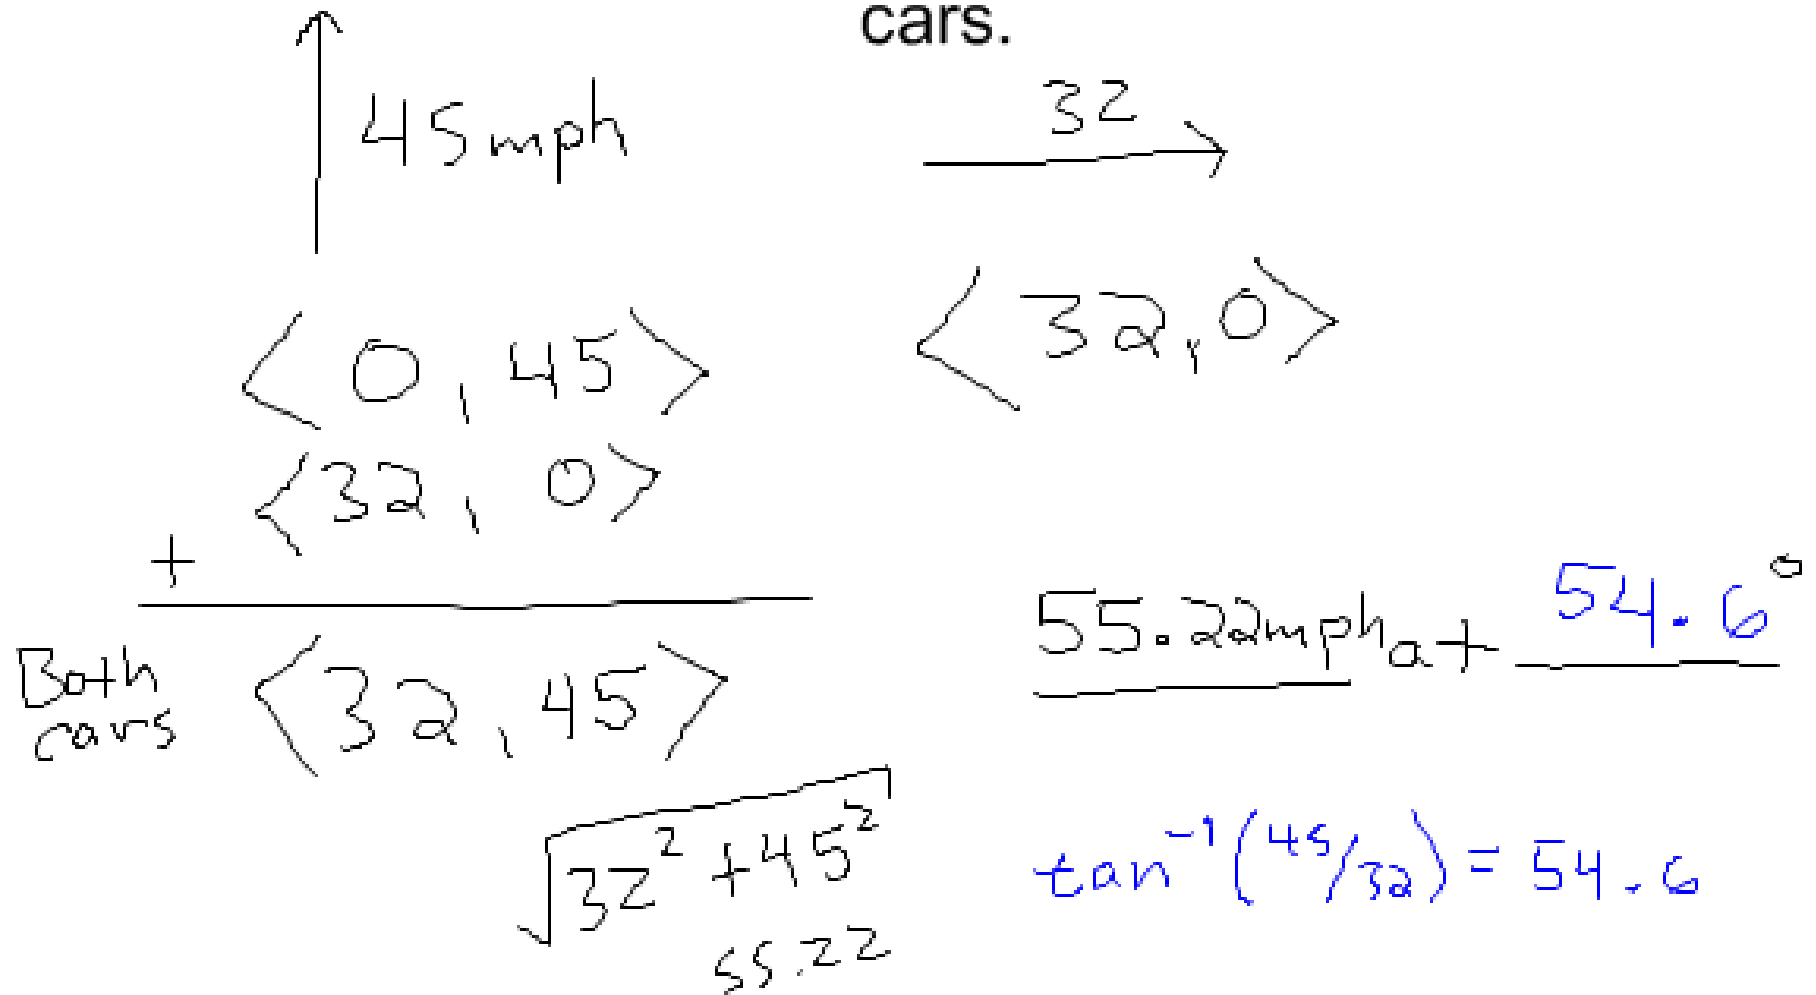 cars.
45mph
32
<0, 45>
<32, 0>
<32, 0>
+
Both cars
<32, 45>
55.22mph at 54.6°
√32² + 45²
55.22
tan⁻¹(45/32) = 54.6